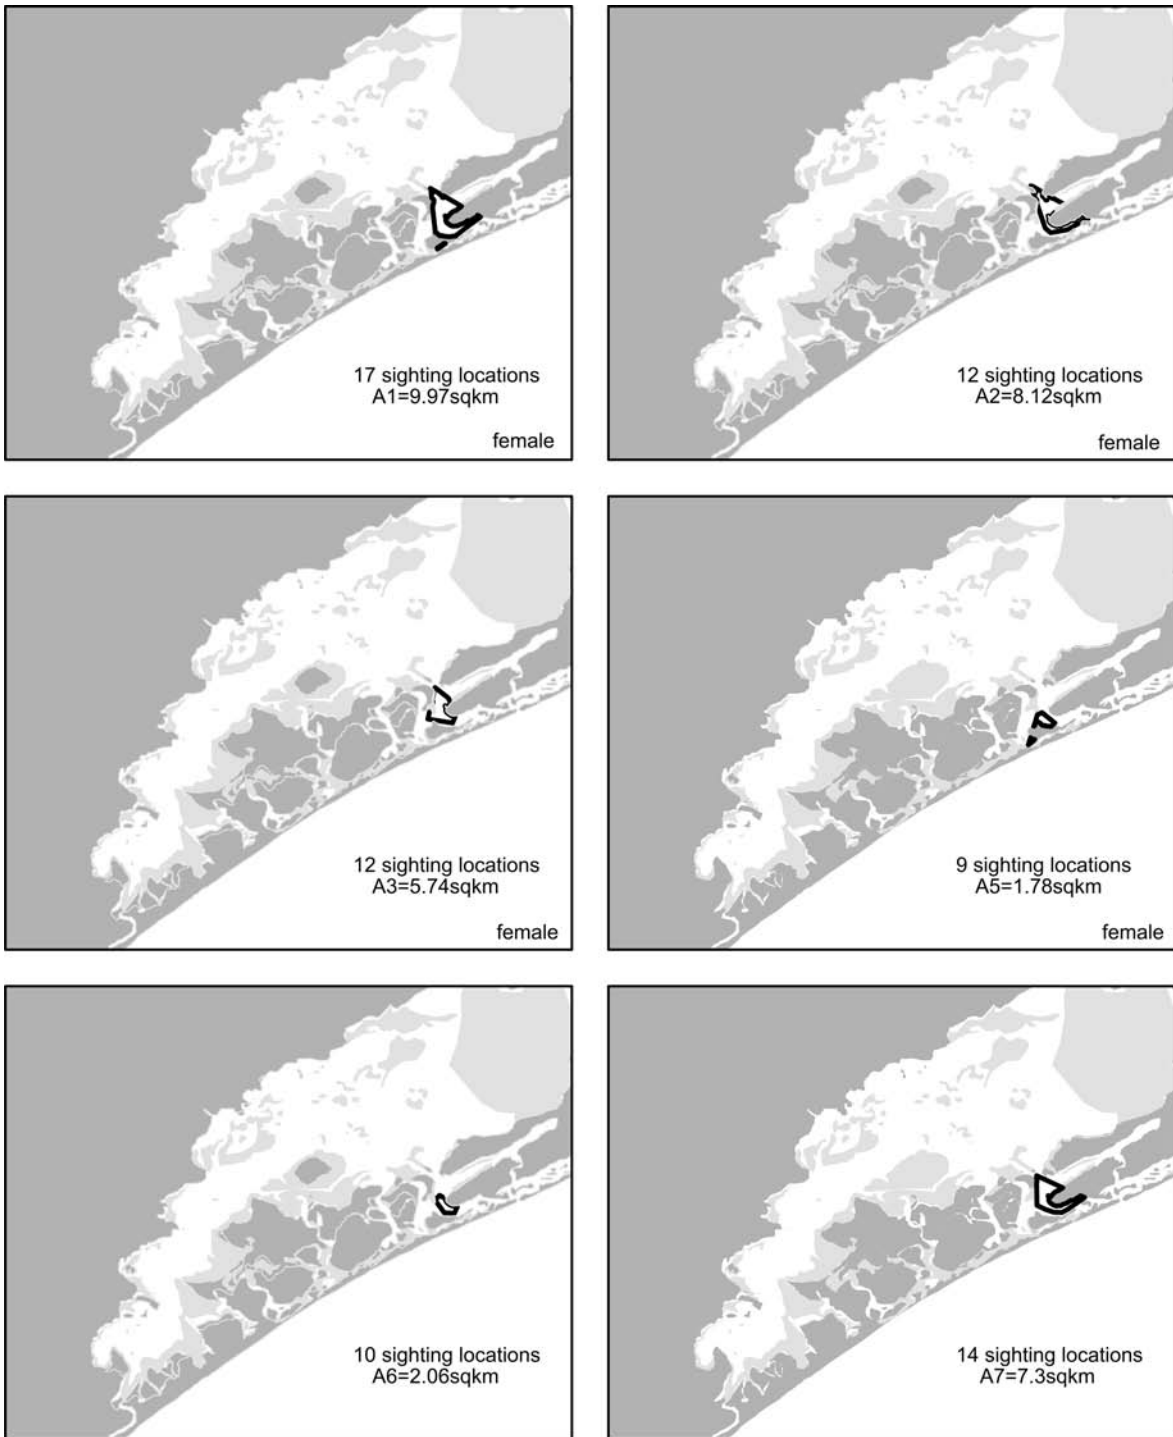 17 sighting locations
A1=9.97sqkm
female
12 sighting locations
A2=8.12sqkm
female
12 sighting locations
A3=5.74sqkm
female
9 sighting locations
A5=1.78sqkm
female
10 sighting locations
A6=2.06sqkm
14 sighting locations
A7=7.3sqkm